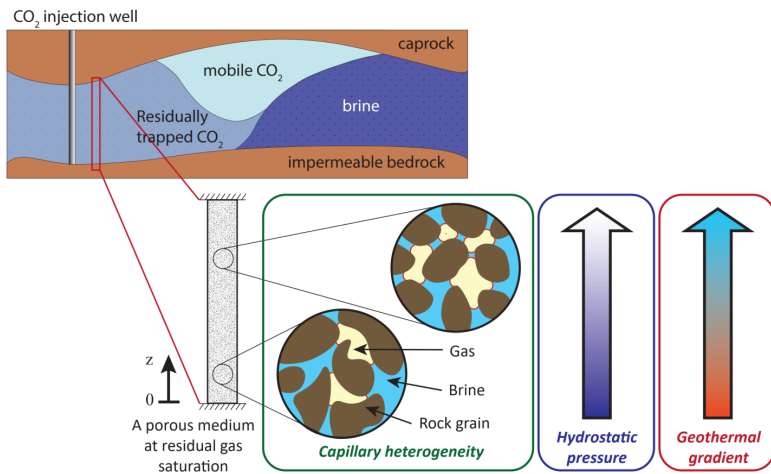 CO2 injection well
caprock
mobile CO2
brine
Residually
trapped CO2
impermeable bedrock
z
0
A porous medium
at residual gas
saturation
Gas
Brine
Rock grain
Capillary heterogeneity
Hydrostatic
pressure
Geothermal
gradient